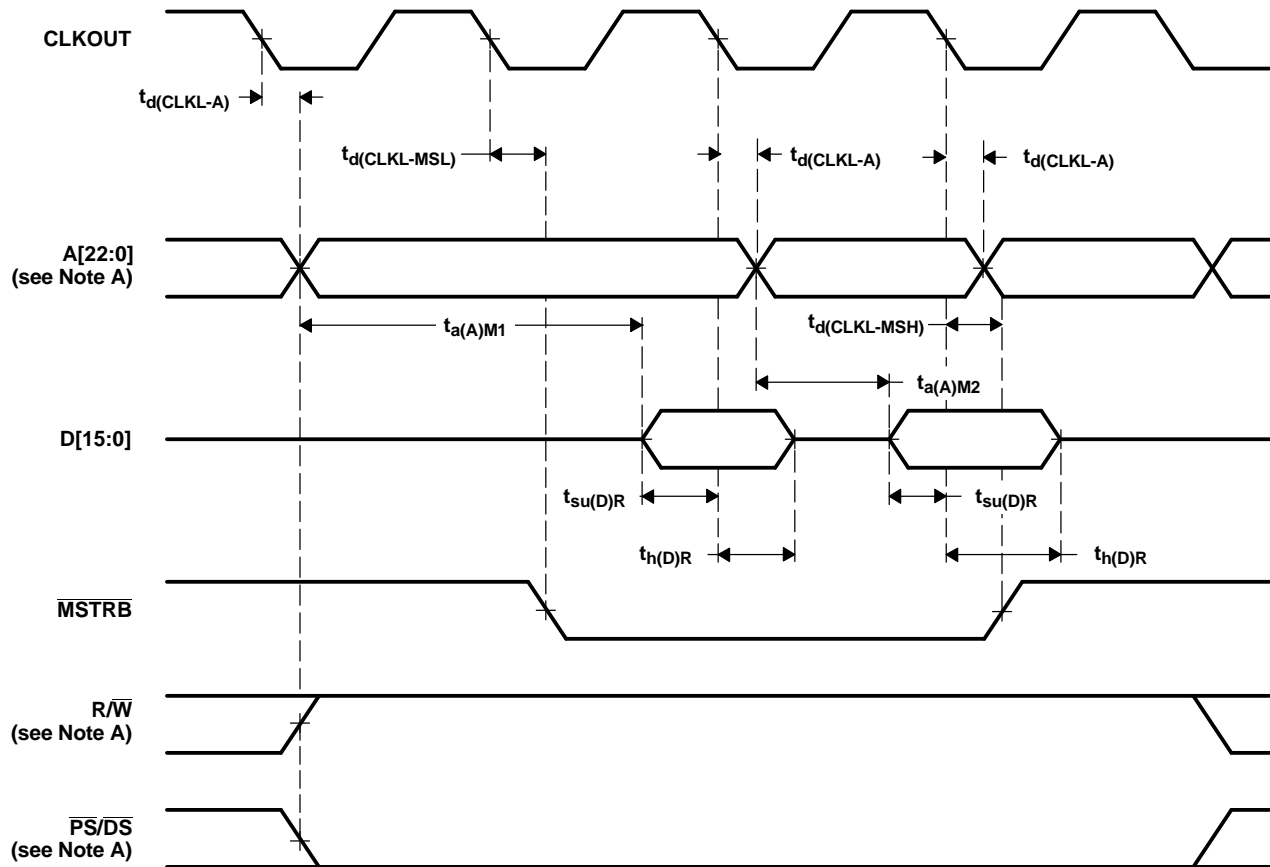 CLKOUT
td(CLKL-A)
td(CLKL-MSL)
td(CLKL-A)
td(CLKL-A)
A[22:0]
(see Note A)
ta(A)M1
td(CLKL-MSH)
ta(A)M2
D[15:0]
tsu(D)R
tsu(D)R
th(D)R
th(D)R
MSTRB
R/W
(see Note A)
PS/DS
(see Note A)